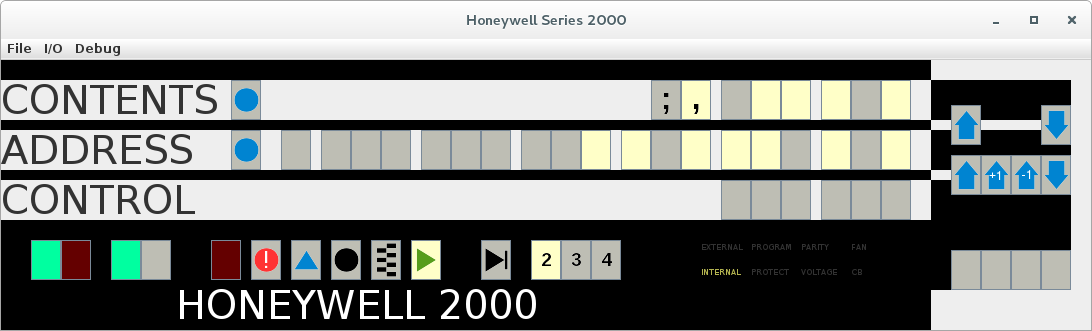 Honeywell Series 2000
File I/O Debug
CONTENTS ; ,
ADDRESS
+1 -1
CONTROL
EXTERNAL PROGRAM PARITY FAN
! 2 3 4
INTERNAL PROTECT VOLTAGE CB
HONEYWELL 2000